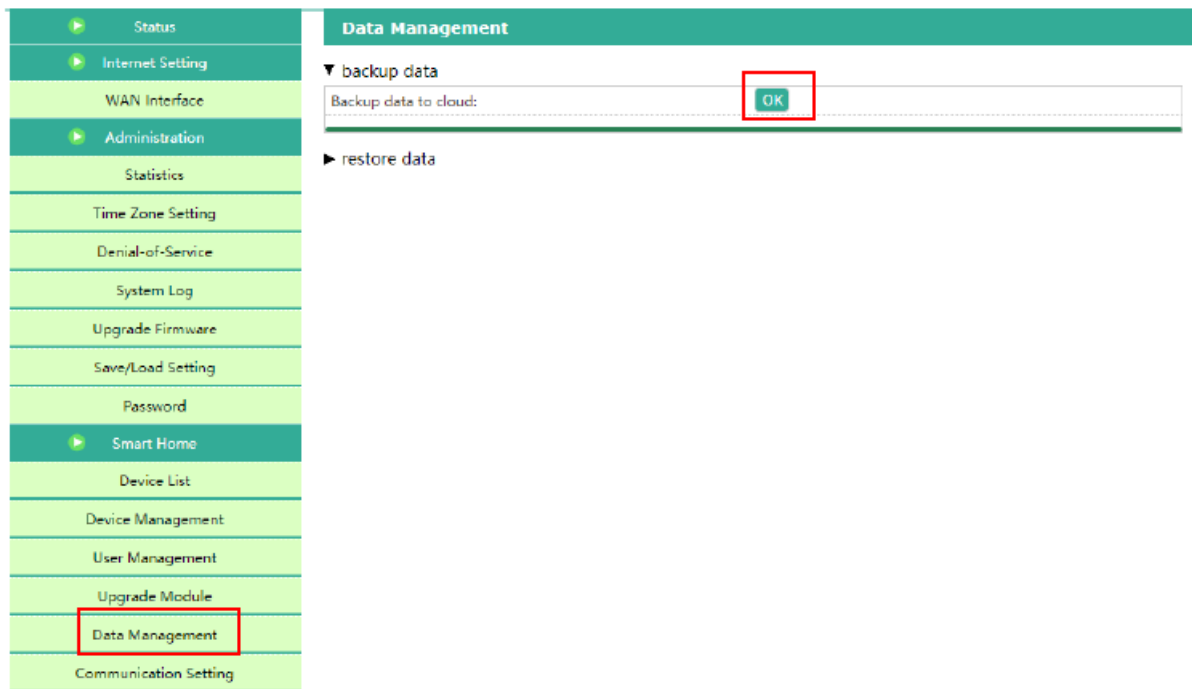 Status
Internet Setting
WAN Interface
Administration
Statistics
Time Zone Setting
Denial-of-Service
System Log
Upgrade Firmware
Save/Load Setting
Password
Smart Home
Device List
Device Management
User Management
Upgrade Module
Data Management
Communication Setting
Data Management
▼ backup data
Backup data to cloud: OK
► restore data